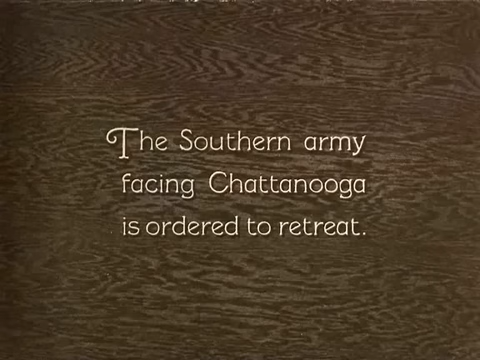 The Southern army
facing Chattanooga
is ordered to retreat.